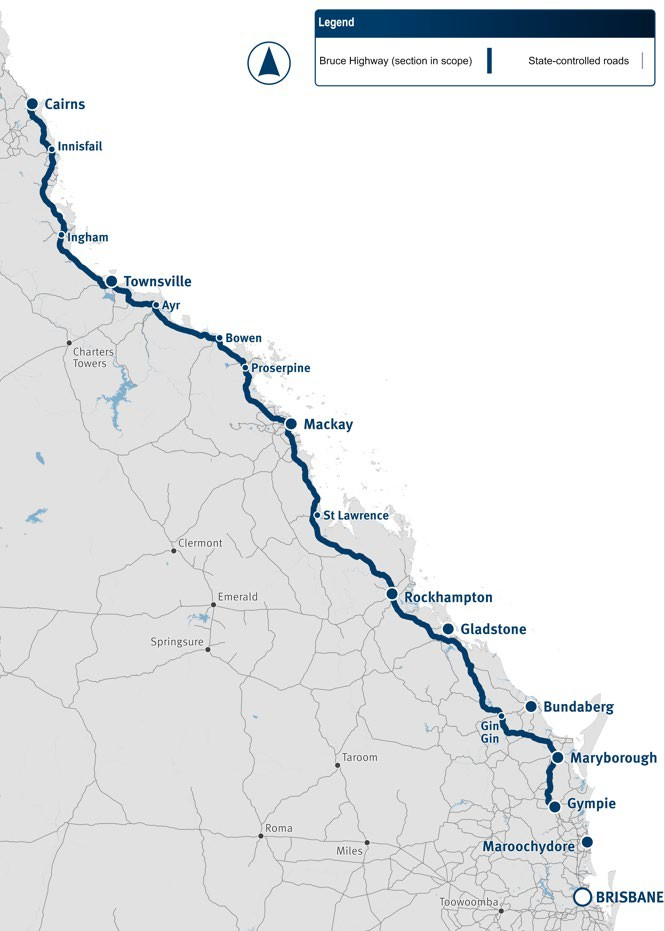 Legend
Bruce Highway (section in scope)
State-controlled roads
Cairns
Innisfail
Ingham
Townsville
Ayr
Bowen
Charters
Towers
Proserpine
Mackay
St Lawrence
Clermont
Emerald
Rockhampton
Gladstone
Springsure
Bundaberg
Gin
Gin
Maryborough
Taroom
Gympie
Roma
Miles
Maroochydore
BRISBANE
Toowoomba